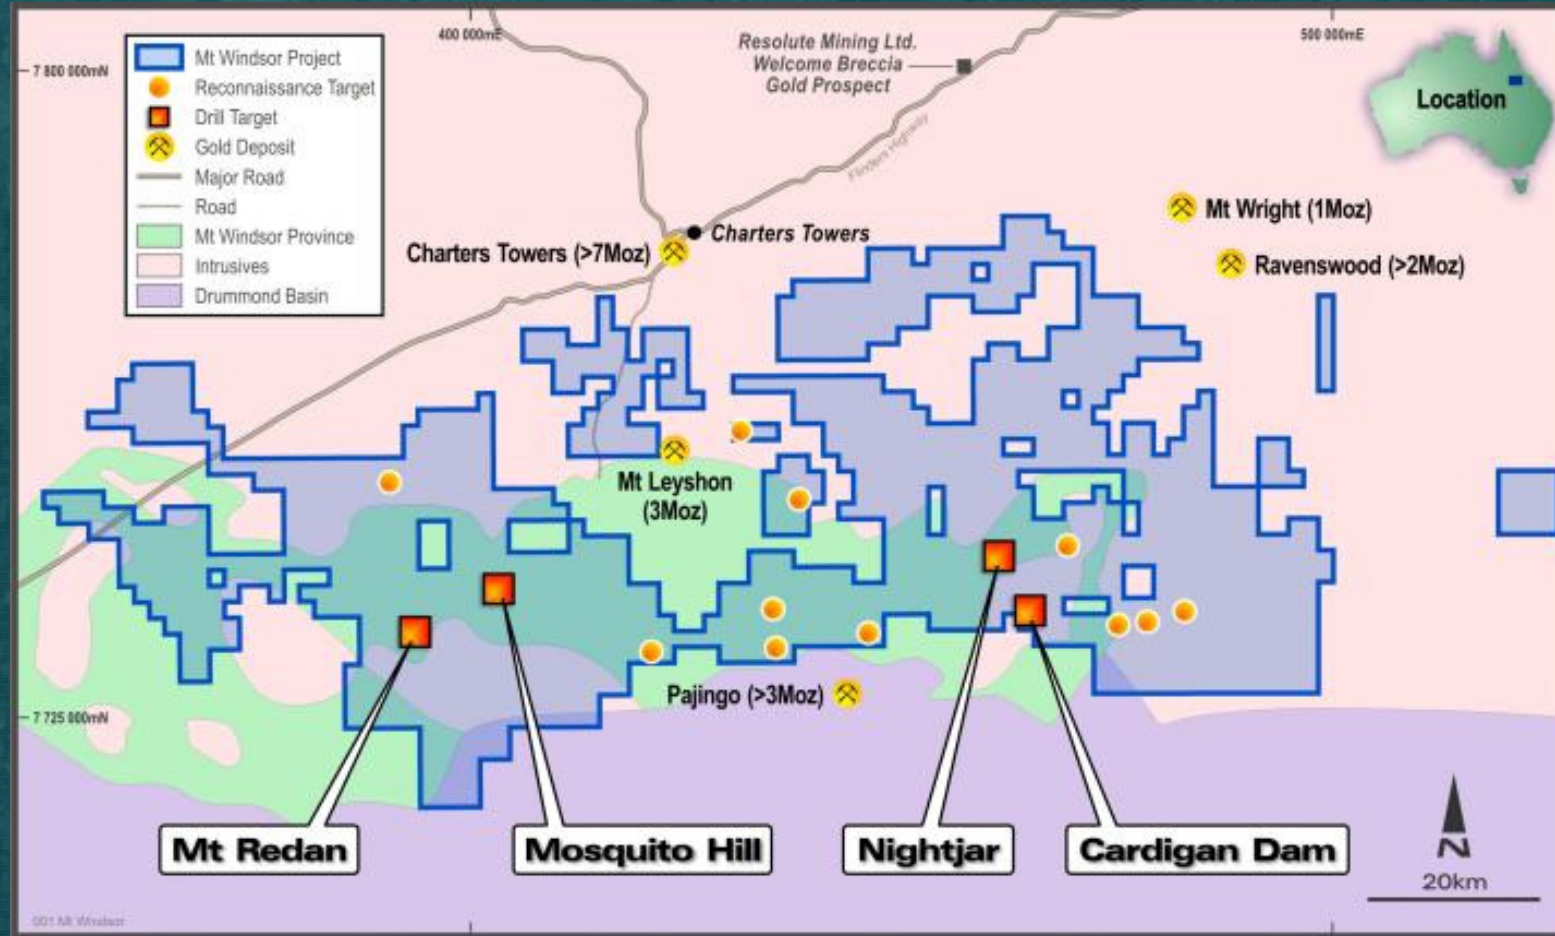 400 000mE
500 000mE
7 800 000mN
Mt Windsor Project
Reconnaissance Target
Drill Target
Gold Deposit
Major Road
Road
Mt Windsor Province
Intrusives
Drummond Basin
Resolute Mining Ltd.
Welcome Breccia
Gold Prospect
Flinders Highway
Location
Mt Wright (1Moz)
Ravenswood (>2Moz)
Charters Towers
Charters Towers (>7Moz)
Mt Leyshon
(3Moz)
Pajingo (>3Moz)
7 725 000mN
Mt Redan
Mosquito Hill
Nightjar
Cardigan Dam
N
20km
001 Mt Windsor